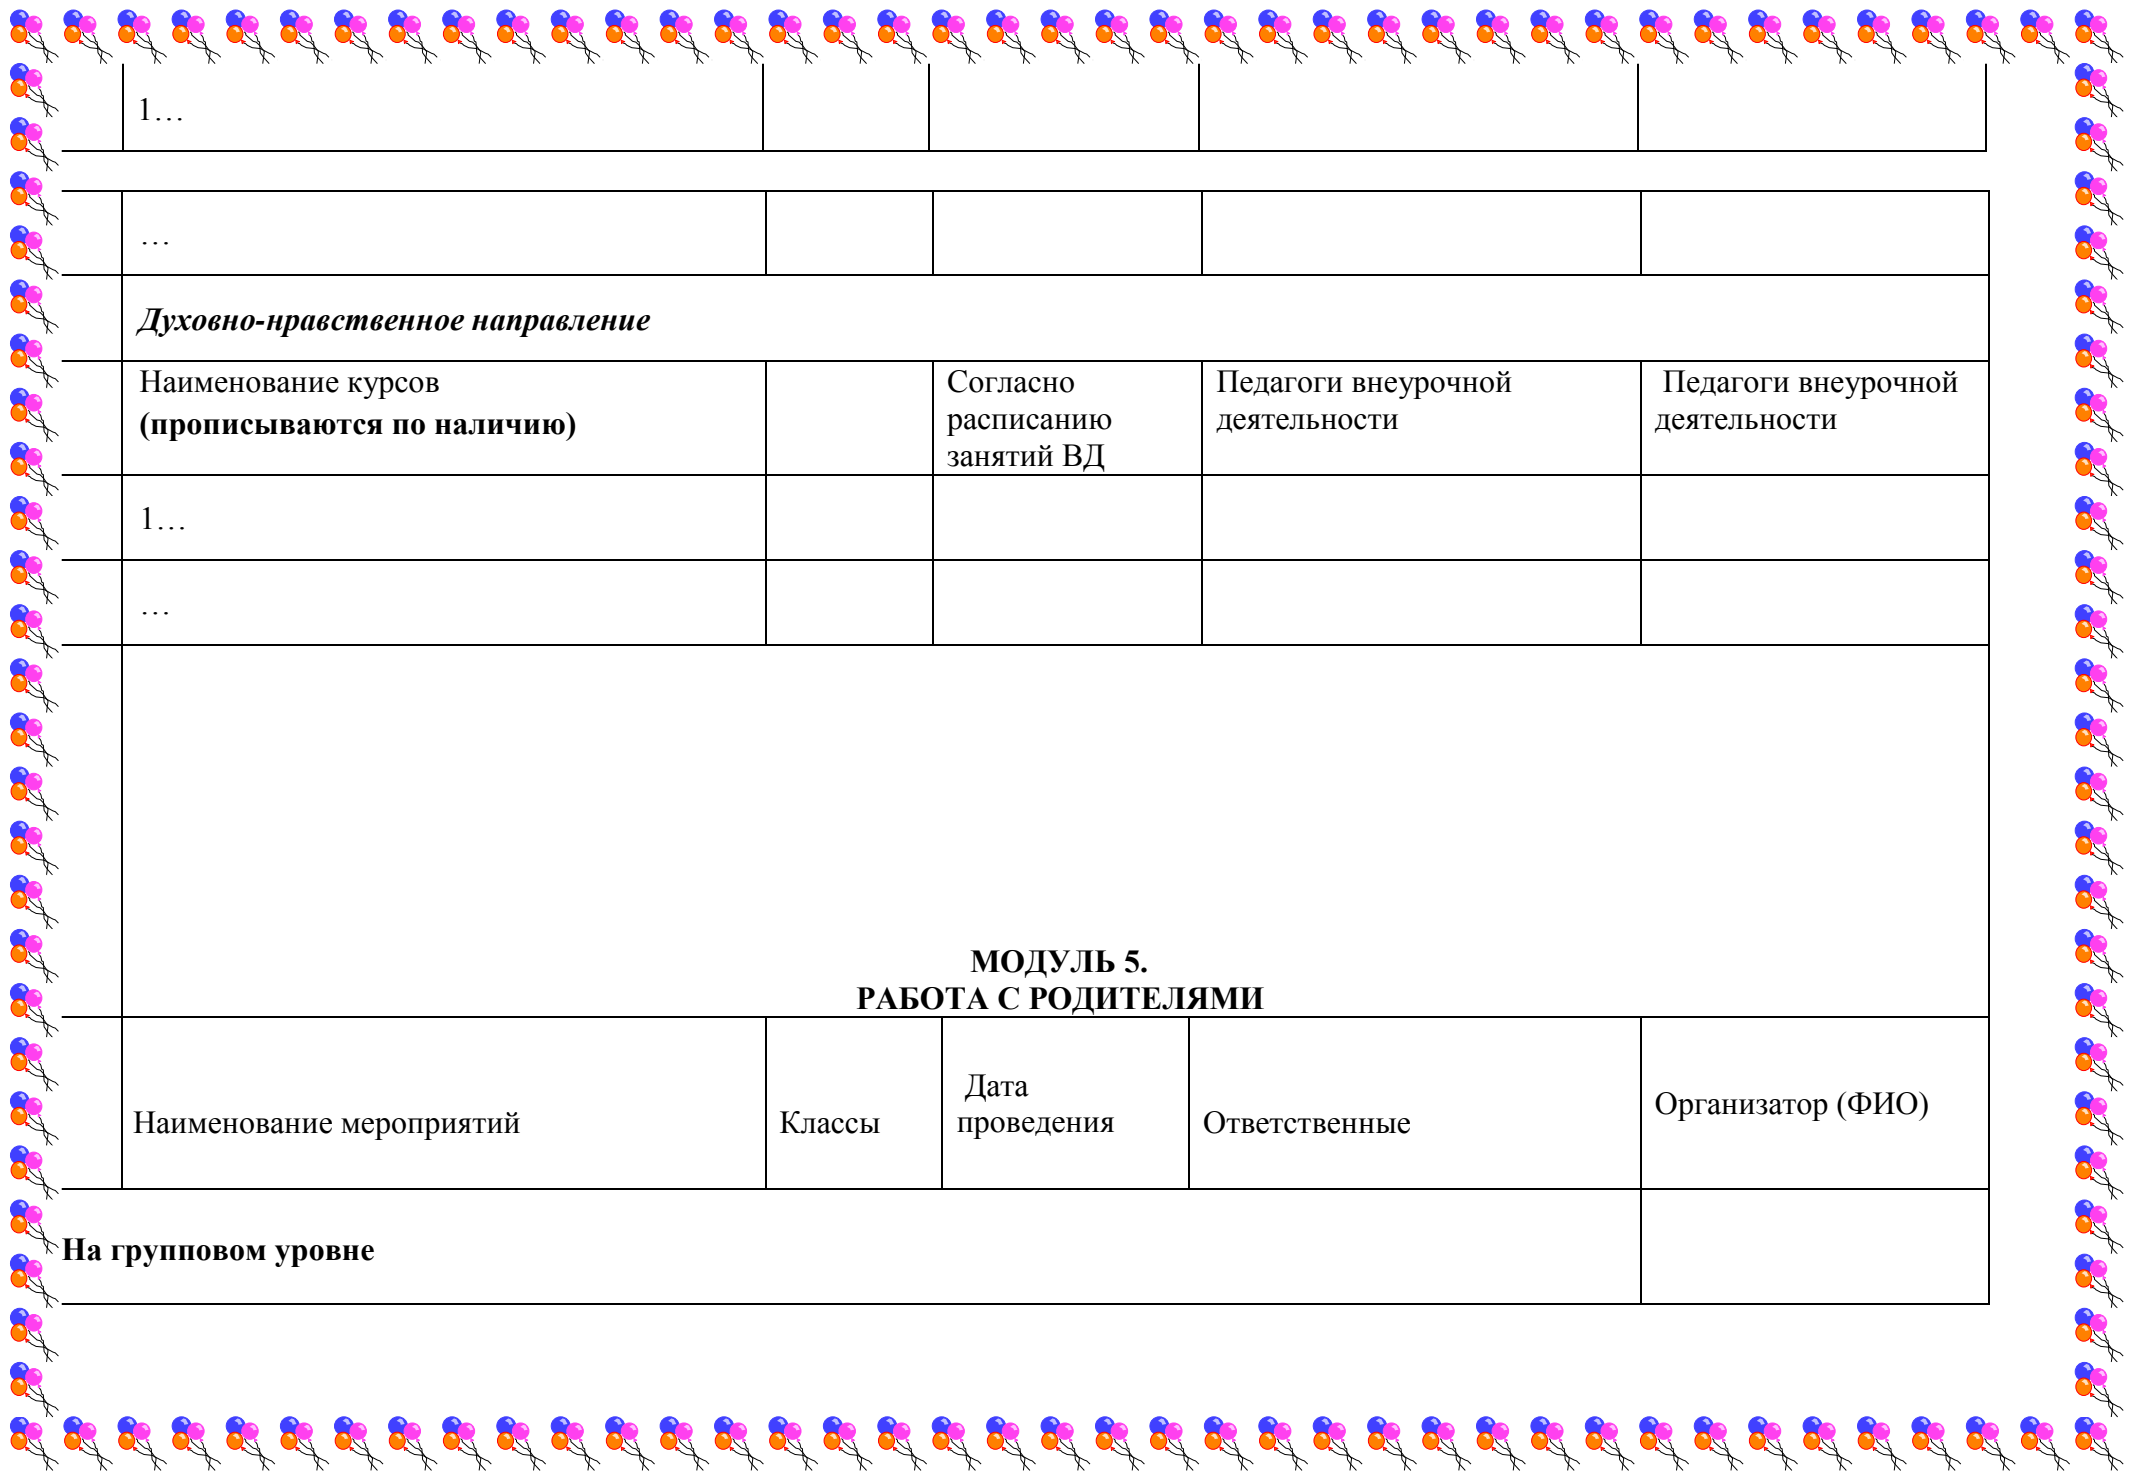 1…
…
Духовно-нравственное направление
Наименование курсов
(прописываются по наличию)
Согласно
расписанию
занятий ВД
Педагоги внеурочной
деятельности
Педагоги внеурочной
деятельности
1…
…
МОДУЛЬ 5.
РАБОТА С РОДИТЕЛЯМИ
Наименование мероприятий
Классы
Дата
проведения
Ответственные
Организатор (ФИО)
На групповом уровне